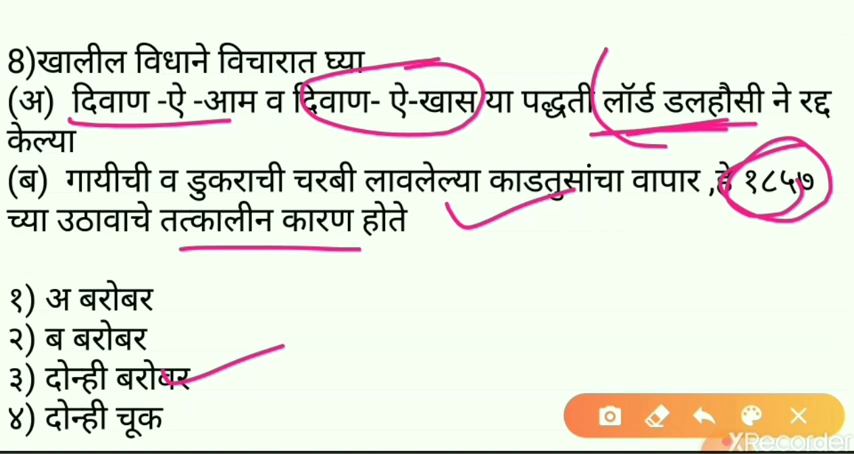 8)खालील विधाने विचारात घ्या
(अ) दिवाण -ऐ -आम व दिवाण- ऐ-खास या पद्धती लॉर्ड डलहौसी ने रद्द
केल्या
(ब) गायीची व डुकराची चरबी लावलेल्या काडतुसांचा वापार ,हे १८५७
च्या उठावाचे तत्कालीन कारण होते
१) अ बरोबर
२) ब बरोबर
३) दोन्ही बरोबर
४) दोन्ही चूक
XRecorder